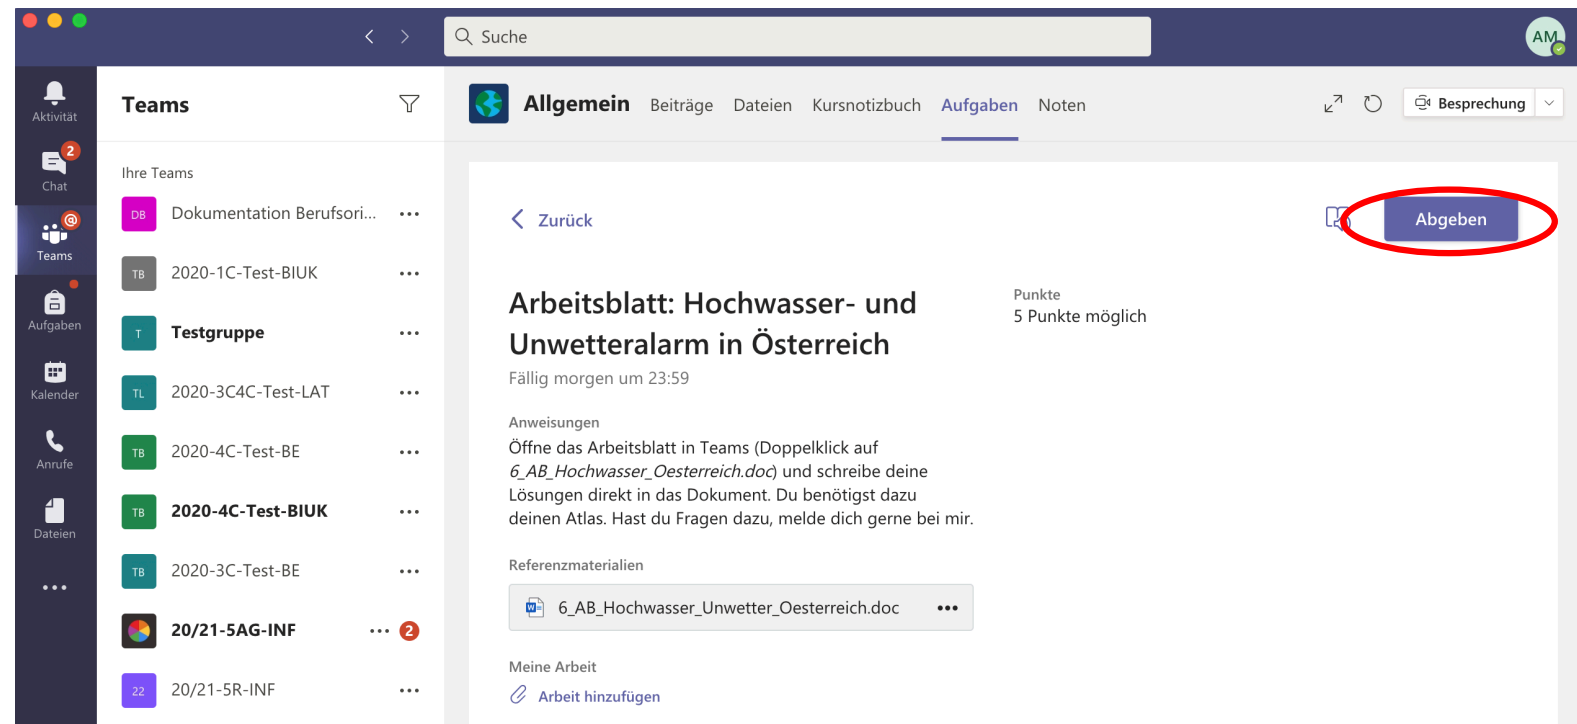 Suche
AM
Aktivität
2
Chat
@
Teams
Aufgaben
Kalender
Anrufe
Dateien
Teams
Ihre Teams
DB Dokumentation Berufsori...
TB 2020-1C-Test-BIUK
T Testgruppe
TL 2020-3C4C-Test-LAT
TB 2020-4C-Test-BE
TB 2020-4C-Test-BIUK
TB 2020-3C-Test-BE
20/21-5AG-INF 2
22 20/21-5R-INF
Allgemein Beiträge Dateien Kursnotizbuch Aufgaben Noten
Besprechung
Zurück
Abgeben
Arbeitsblatt: Hochwasser- und
Unwetteralarm in Österreich
Fällig morgen um 23:59
Punkte
5 Punkte möglich
Anweisungen
Öffne das Arbeitsblatt in Teams (Doppelklick auf
6_AB_Hochwasser_Oesterreich.doc) und schreibe deine
Lösungen direkt in das Dokument. Du benötigst dazu
deinen Atlas. Hast du Fragen dazu, melde dich gerne bei mir.
Referenzmaterialien
6_AB_Hochwasser_Unwetter_Oesterreich.doc
Meine Arbeit
Arbeit hinzufügen